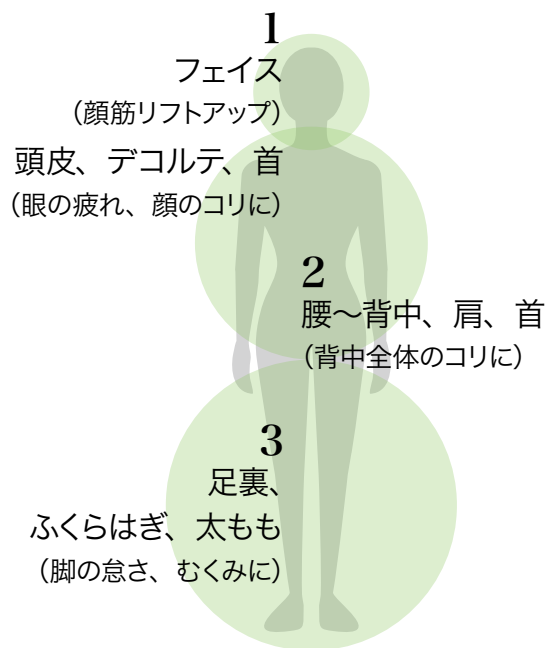 1
フェイス
（顔筋リフトアップ）
頭皮、デコルテ、首
（眼の疲れ、顔のコリに）
2
腰〜背中、肩、首
（背中全体のコリに）
3
足裏、
ふくらはぎ、太もも
（脚の怠さ、むくみに）